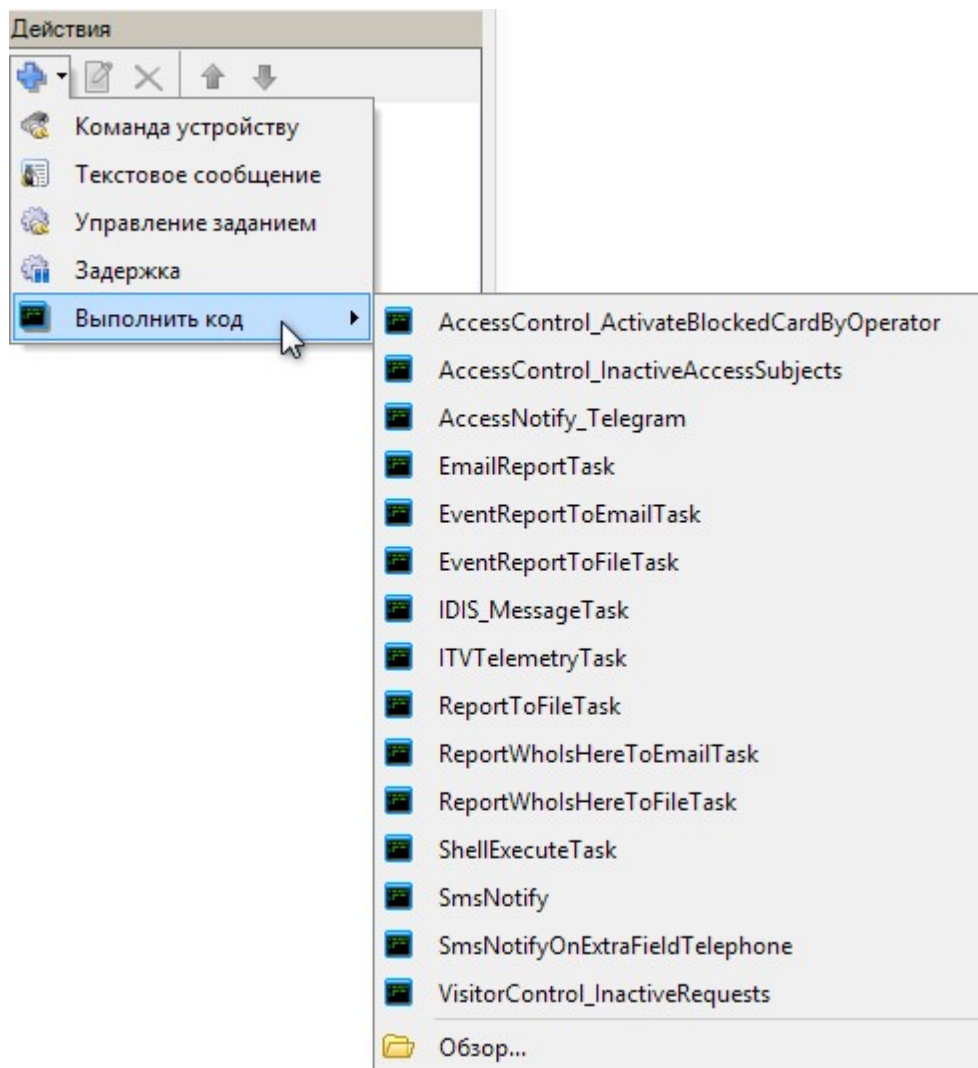 Действия
Команда устройству
Текстовое сообщение
Управление заданием
Задержка
Выполнить код
AccessControl_ActivateBlockedCardByOperator
AccessControl_InactiveAccessSubjects
AccessNotify_Telegram
EmailReportTask
EventReportToEmailTask
EventReportToFileTask
IDIS_MessageTask
ITVTelemetryTask
ReportToFileTask
ReportWhoIsHereToEmailTask
ReportWhoIsHereToFileTask
ShellExecuteTask
SmsNotify
SmsNotifyOnExtraFieldTelephone
VisitorControl_InactiveRequests
Обзор...